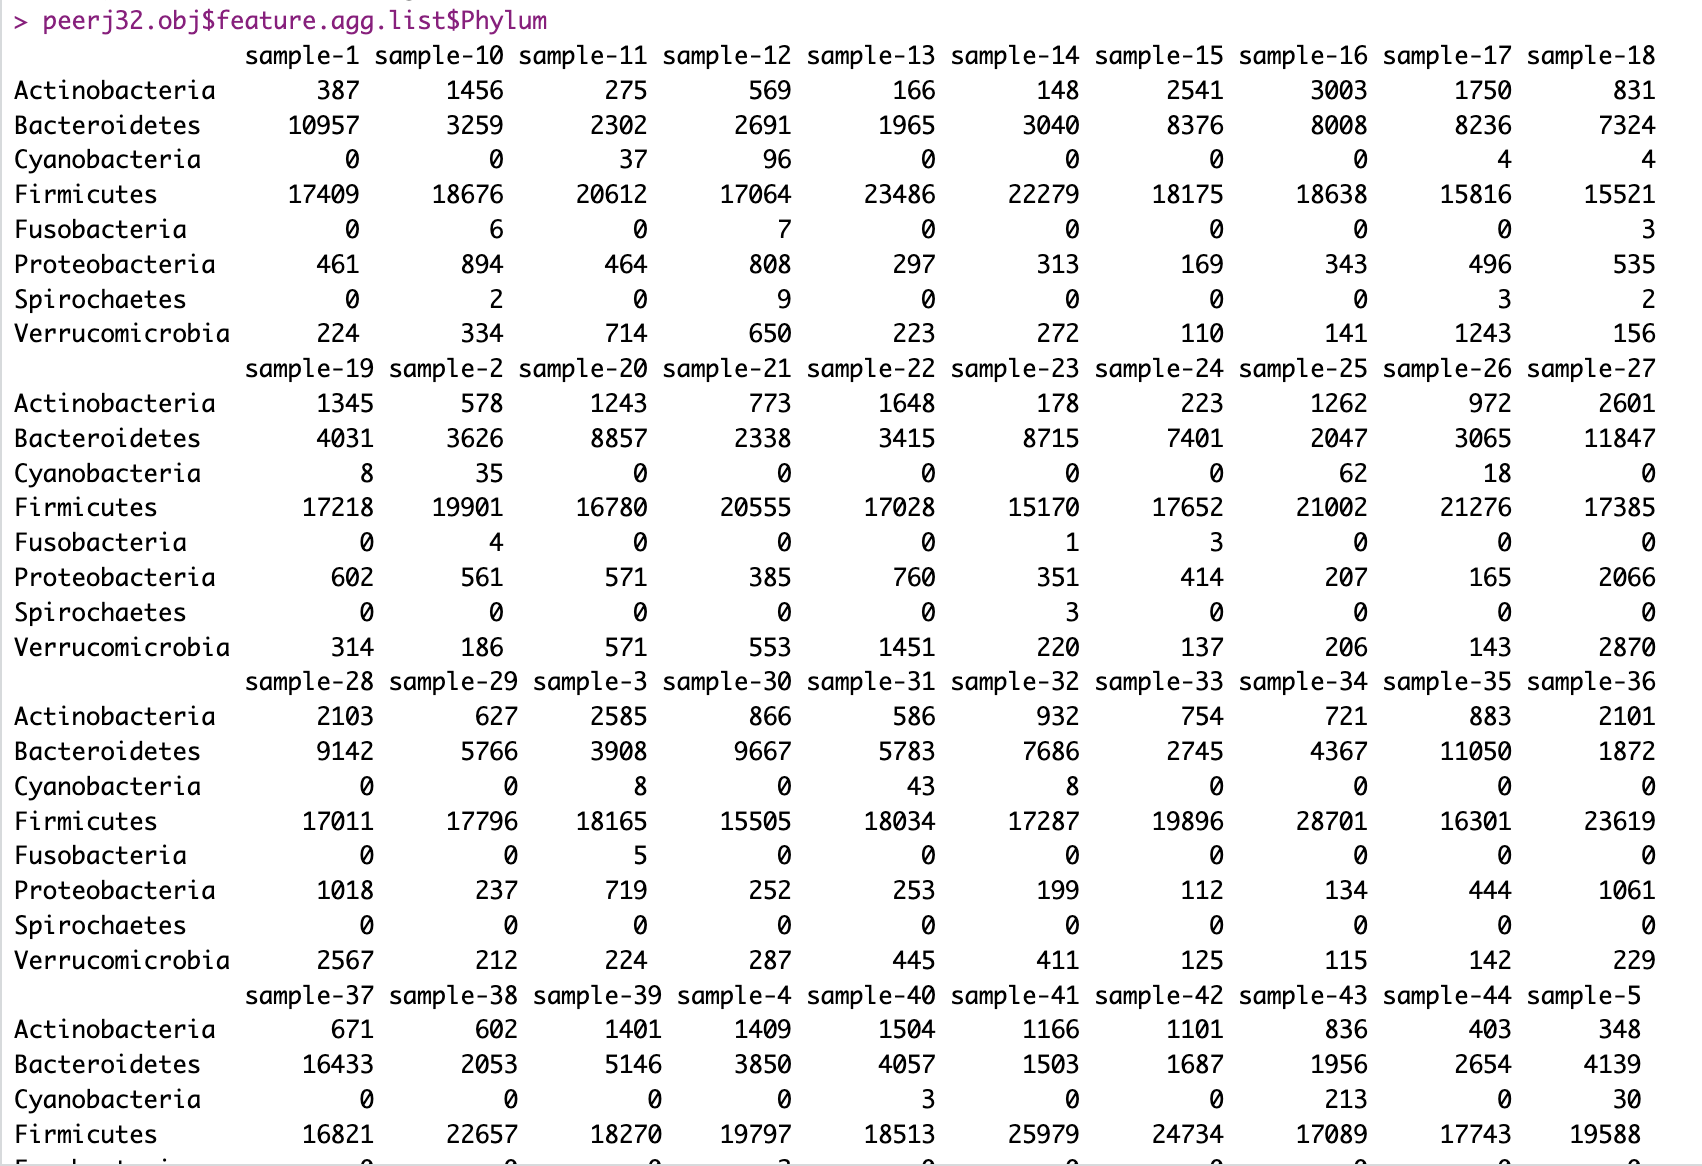 > peerj32.obj$feature.agg.list$Phylum
sample-1 sample-10 sample-11 sample-12 sample-13 sample-14 sample-15 sample-16 sample-17 sample-18
Actinobacteria 387 1456 275 569 166 148 2541 3003 1750 831
Bacteroidetes 10957 3259 2302 2691 1965 3040 8376 8008 8236 7324
Cyanobacteria 0 0 37 96 0 0 0 0 4 4
Firmicutes 17409 18676 20612 17064 23486 22279 18175 18638 15816 15521
Fusobacteria 0 6 0 7 0 0 0 0 0 3
Proteobacteria 461 894 464 808 297 313 169 343 496 535
Spirochaetes 0 2 0 9 0 0 0 0 3 2
Verrucomicrobia 224 334 714 650 223 272 110 141 1243 156
sample-19 sample-2 sample-20 sample-21 sample-22 sample-23 sample-24 sample-25 sample-26 sample-27
Actinobacteria 1345 578 1243 773 1648 178 223 1262 972 2601
Bacteroidetes 4031 3626 8857 2338 3415 8715 7401 2047 3065 11847
Cyanobacteria 8 35 0 0 0 0 0 62 18 0
Firmicutes 17218 19901 16780 20555 17028 15170 17652 21002 21276 17385
Fusobacteria 0 4 0 0 0 1 3 0 0 0
Proteobacteria 602 561 571 385 760 351 414 207 165 2066
Spirochaetes 0 0 0 0 0 3 0 0 0 0
Verrucomicrobia 314 186 571 553 1451 220 137 206 143 2870
sample-28 sample-29 sample-3 sample-30 sample-31 sample-32 sample-33 sample-34 sample-35 sample-36
Actinobacteria 2103 627 2585 866 586 932 754 721 883 2101
Bacteroidetes 9142 5766 3908 9667 5783 7686 2745 4367 11050 1872
Cyanobacteria 0 0 8 0 43 8 0 0 0 0
Firmicutes 17011 17796 18165 15505 18034 17287 19896 28701 16301 23619
Fusobacteria 0 0 5 0 0 0 0 0 0 0
Proteobacteria 1018 237 719 252 253 199 112 134 444 1061
Spirochaetes 0 0 0 0 0 0 0 0 0 0
Verrucomicrobia 2567 212 224 287 445 411 125 115 142 229
sample-37 sample-38 sample-39 sample-4 sample-40 sample-41 sample-42 sample-43 sample-44 sample-5
Actinobacteria 671 602 1401 1409 1504 1166 1101 836 403 348
Bacteroidetes 16433 2053 5146 3850 4057 1503 1687 1956 2654 4139
Cyanobacteria 0 0 0 0 3 0 0 213 0 30
Firmicutes 16821 22657 18270 19797 18513 25979 24734 17089 17743 19588